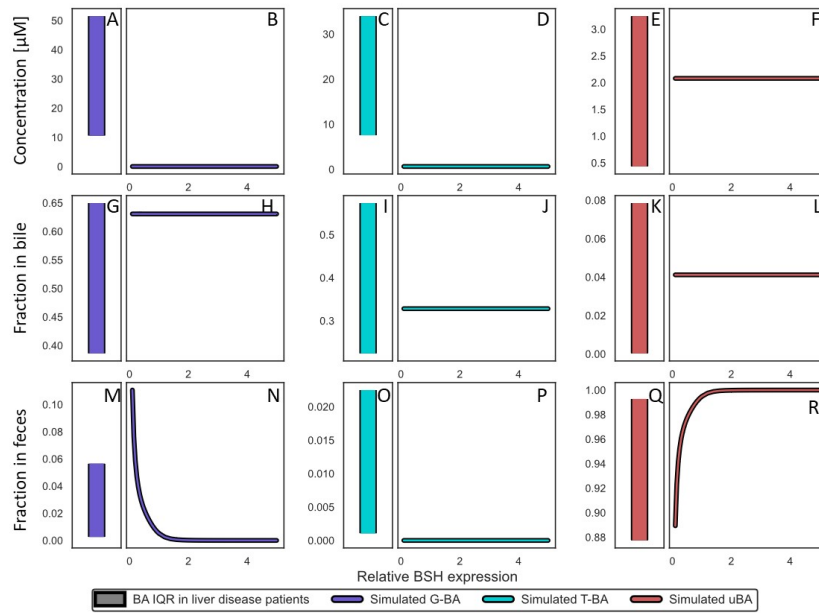 Concentration [µM]
50
40
30
20
10
0
A
B
0
2
4
30
20
10
0
C
D
0
2
4
3.0
2.5
2.0
1.5
1.0
0.5
E
F
0
2
4
Fraction in bile
0.65
0.60
0.55
0.50
0.45
0.40
G
H
0
2
4
0.5
0.4
0.3
I
J
0
2
4
0.08
0.06
0.04
0.02
0.00
K
L
0
2
4
Fraction in feces
0.10
0.08
0.06
0.04
0.02
0.00
M
N
0
2
4
0.020
0.015
0.010
0.005
0.000
O
P
0
2
4
1.00
0.98
0.96
0.94
0.92
0.90
0.88
Q
R
0
2
4
Relative BSH expression
BA IQR in liver disease patients
Simulated G-BA
Simulated T-BA
Simulated uBA